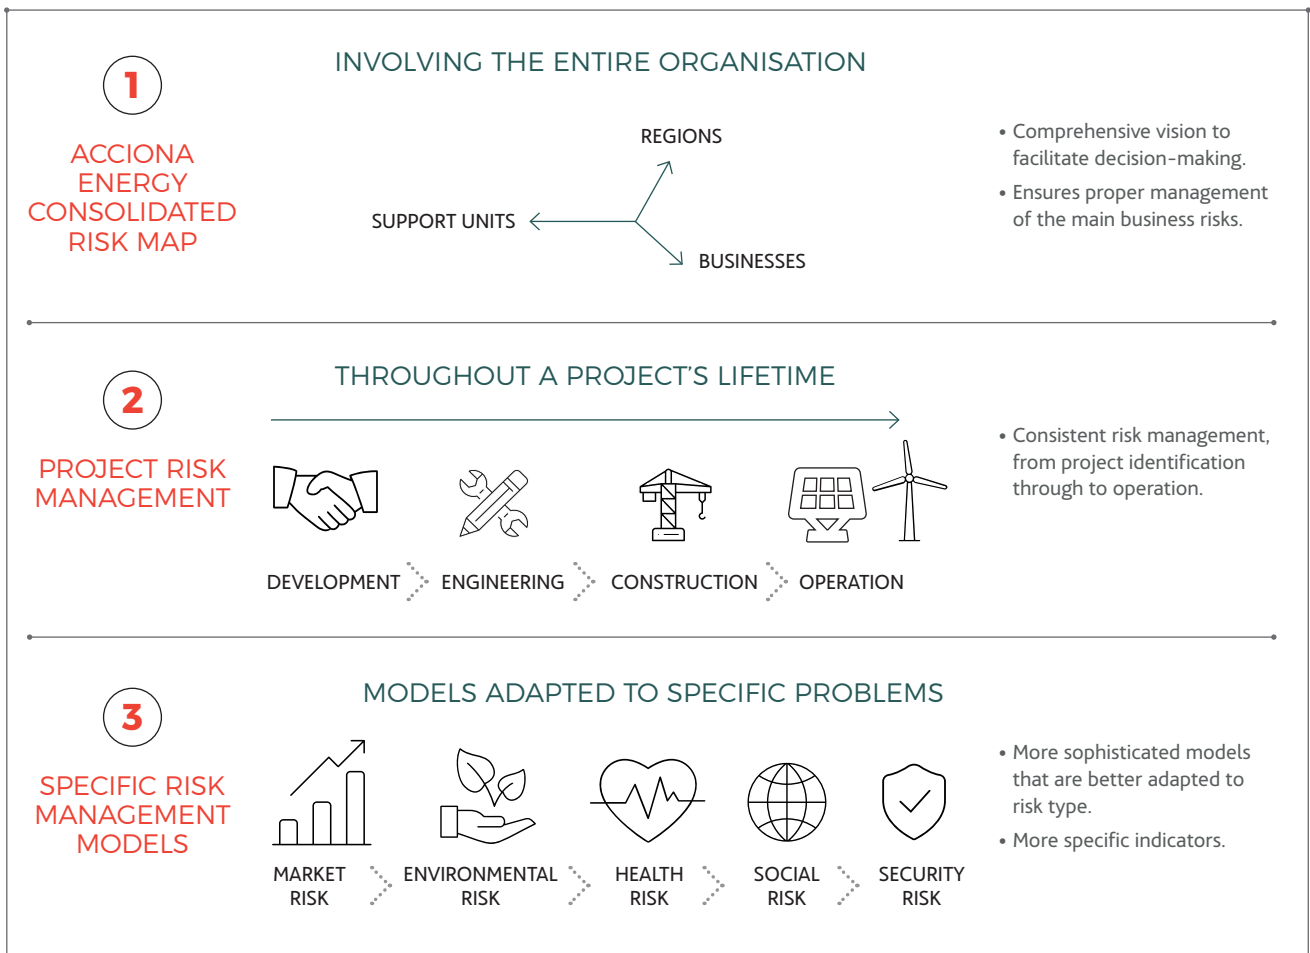 1
ACCIONA
ENERGY
CONSOLIDATED
RISK MAP
INVOLVING THE ENTIRE ORGANISATION
REGIONS
SUPPORT UNITS
BUSINESSES
• Comprehensive vision to
facilitate decision-making.
• Ensures proper management
of the main business risks.
2
PROJECT RISK
MANAGEMENT
THROUGHOUT A PROJECT’S LIFETIME
DEVELOPMENT
ENGINEERING
CONSTRUCTION
OPERATION
• Consistent risk management,
from project identification
through to operation.
3
SPECIFIC RISK
MANAGEMENT
MODELS
MODELS ADAPTED TO SPECIFIC PROBLEMS
MARKET
RISK
ENVIRONMENTAL
RISK
HEALTH
RISK
SOCIAL
RISK
SECURITY
RISK
• More sophisticated models
that are better adapted to
risk type.
• More specific indicators.